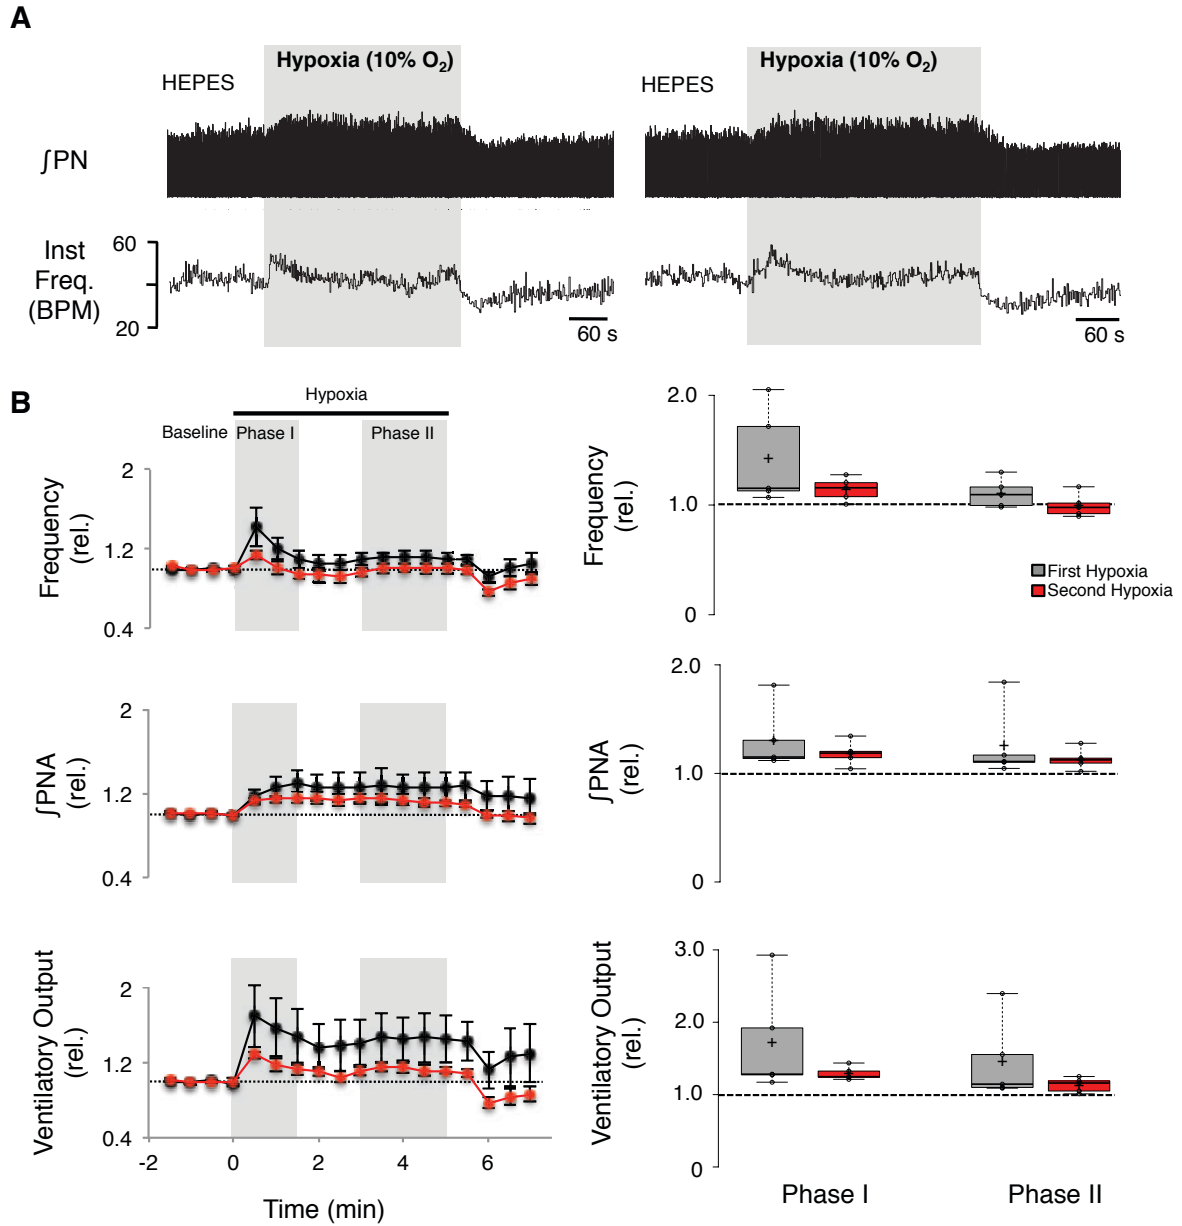 A
Hypoxia (10% O₂)
Hypoxia (10% O₂)
HEPES
HEPES
∫PN
Inst
Freq.
(BPM)
60
20
60 s
60 s
B
Hypoxia
Baseline
Phase I
Phase II
Frequency
(rel.)
2
1.2
0.4
Frequency
(rel.)
2.0
1.0
0
First Hypoxia
Second Hypoxia
∫PNA
(rel.)
2
1.2
0.4
∫PNA
(rel.)
2.0
1.0
0
Ventilatory Output
(rel.)
2
1.2
0.4
-2
0
2
4
6
Time (min)
Ventilatory Output
(rel.)
3.0
2.0
1.0
0
Phase I
Phase II